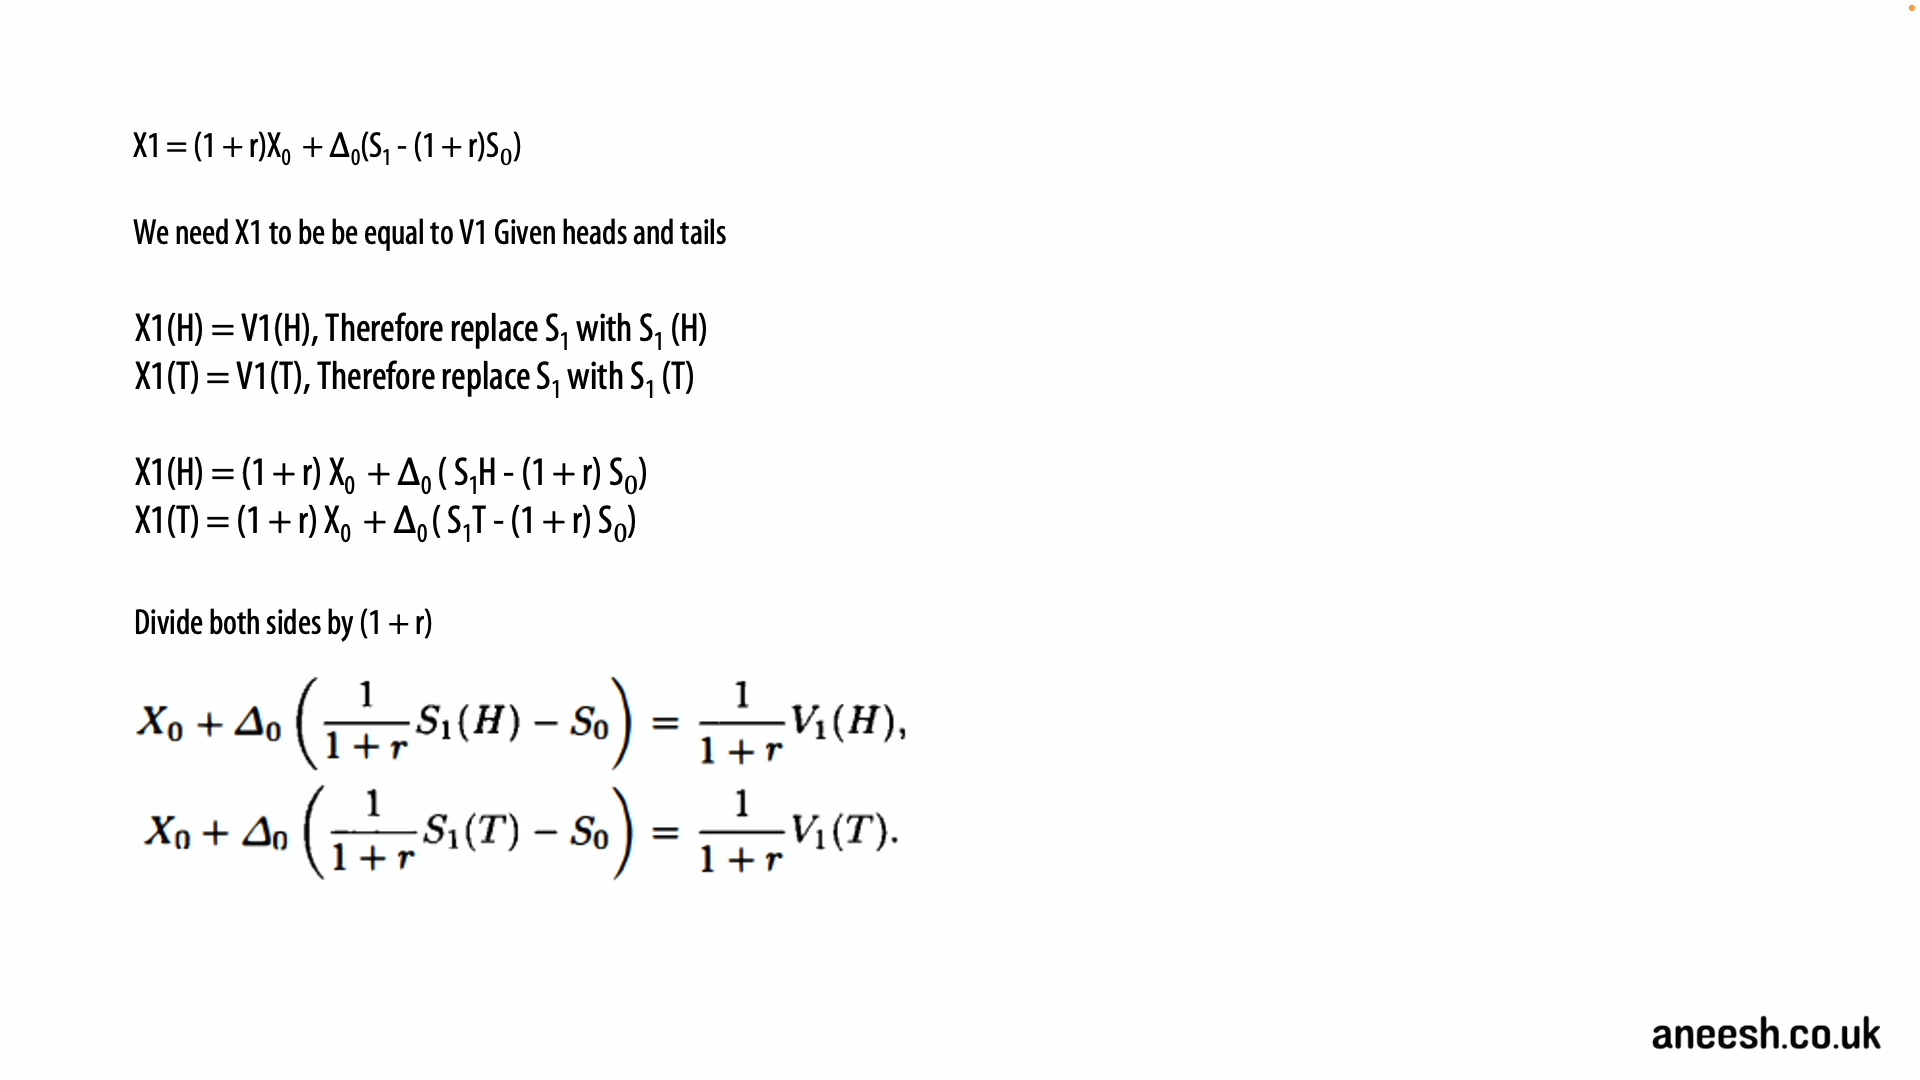 X1 = (1 + r)X₀ + Δ₀(S₁ - (1 + r)S₀)
We need X1 to be be equal to V1 Given heads and tails
X1(H) = V1(H), Therefore replace S₁ with S₁ (H)
X1(T) = V1(T), Therefore replace S₁ with S₁ (T)
X1(H) = (1 + r) X₀ + Δ₀ ( S₁H - (1 + r) S₀)
X1(T) = (1 + r) X₀ + Δ₀ ( S₁T - (1 + r) S₀)
Divide both sides by (1 + r)
X₀ + Δ₀ (1/(1 + r) S₁(H) − S₀) = 1/(1 + r) V₁(H),
X₀ + Δ₀ (1/(1 + r) S₁(T) − S₀) = 1/(1 + r) V₁(T).
aneesh.co.uk